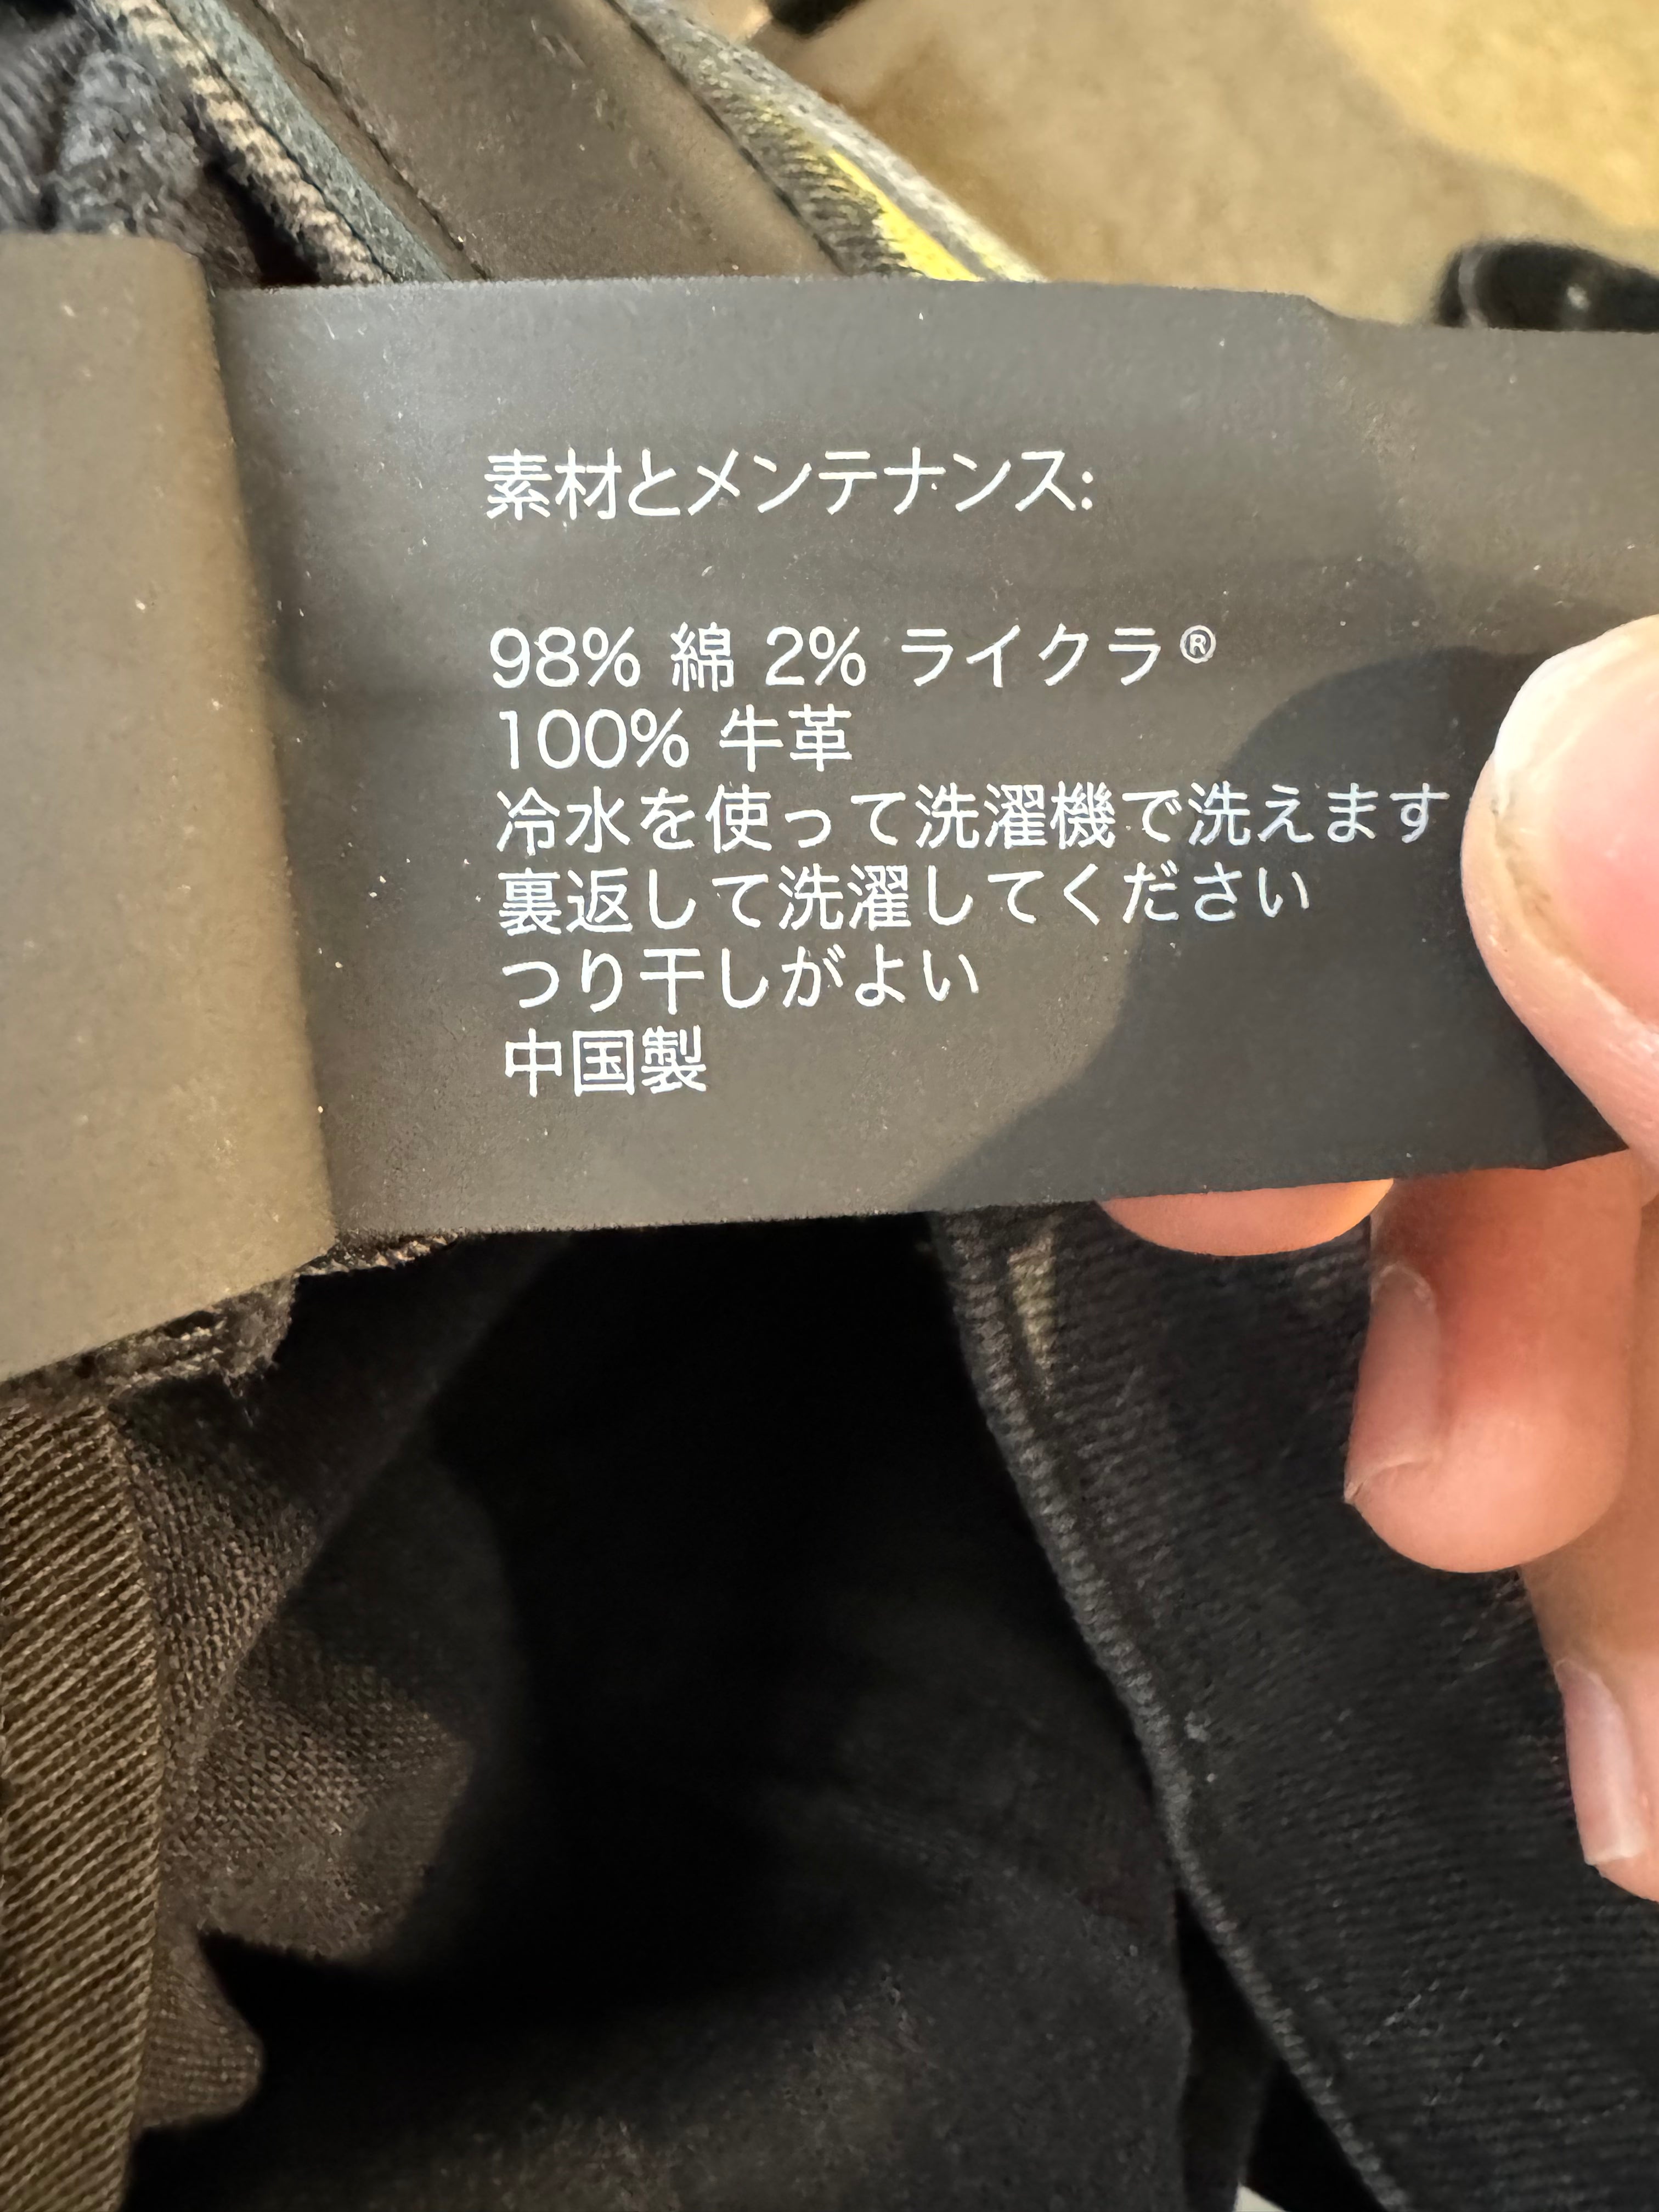 素材とメンテナンス:
98% 綿 2% ライクラ®
100% 牛革
冷水を使って洗濯機で洗えます
裏返して洗濯してください
つり干しがよい
中国製